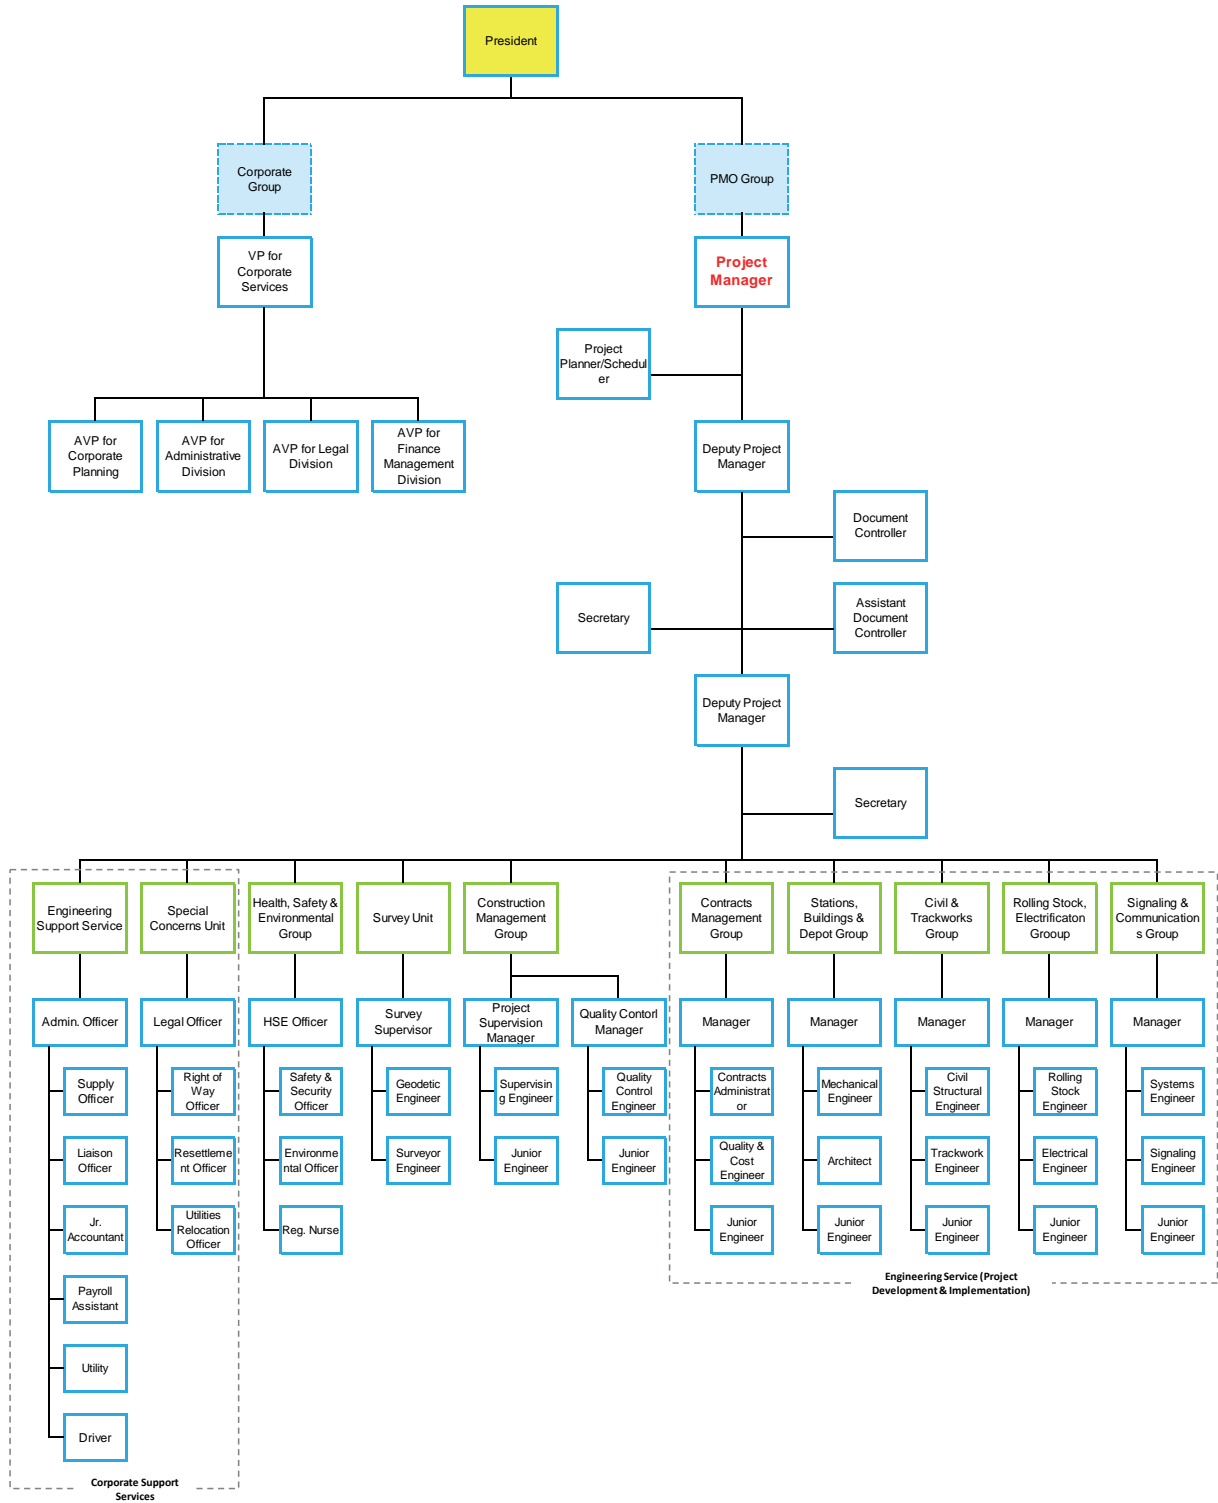 President
Corporate
Group
PMO Group
VP for
Corporate
Services
Project
Manager
Project
Planner/Schedul
er
AVP for
Corporate
Planning
AVP for
Administrative
Division
AVP for Legal
Division
AVP for
Finance
Management
Division
Deputy Project
Manager
Document
Controller
Secretary
Assistant
Document
Controller
Deputy Project
Manager
Secretary
Engineering
Support Service
Special
Concerns Unit
Health, Safety &
Environmental
Group
Survey Unit
Construction
Management
Group
Contracts
Management
Group
Stations,
Buildings &
Depot Group
Civil &
Trackworks
Group
Rolling Stock,
Electrificaton
Grooup
Signaling &
Communication
s Group
Admin. Officer
Legal Officer
HSE Officer
Survey
Supervisor
Project
Supervision
Manager
Quality Contorl
Manager
Manager
Manager
Manager
Manager
Manager
Supply
Officer
Right of
Way
Officer
Safety &
Security
Officer
Geodetic
Engineer
Supervisin
g Engineer
Quality
Control
Engineer
Contracts
Administrat
or
Mechanical
Engineer
Civil
Structural
Engineer
Rolling
Stock
Engineer
Systems
Engineer
Liaison
Officer
Resettleme
nt Officer
Environme
ntal Officer
Surveyor
Engineer
Junior
Engineer
Junior
Engineer
Quality &
Cost
Engineer
Architect
Trackwork
Engineer
Electrical
Engineer
Signaling
Engineer
Jr.
Accountant
Utilities
Relocation
Officer
Reg. Nurse
Junior
Engineer
Junior
Engineer
Junior
Engineer
Junior
Engineer
Junior
Engineer
Payroll
Assistant
Engineering Service (Project
Development & Implementation)
Utility
Driver
Corporate Support
Services